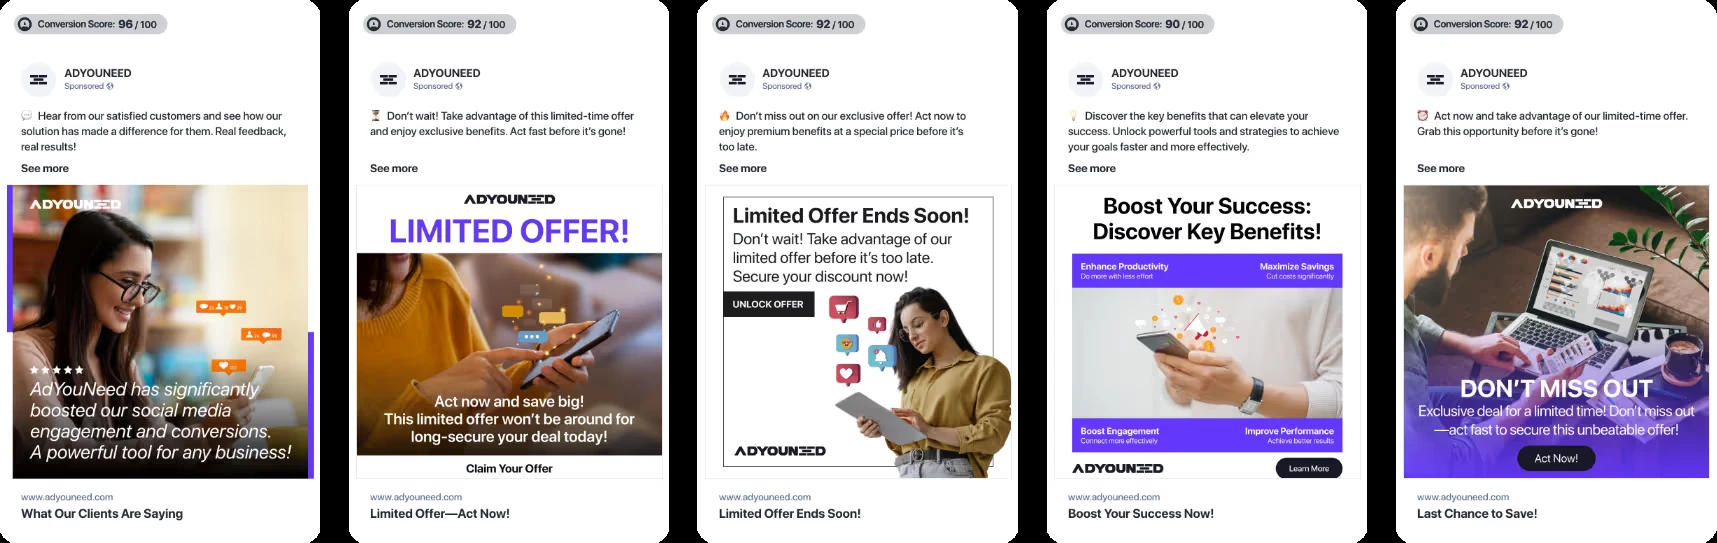 Conversion Score: 96 / 100
ADYOUNEED
Sponsored
Hear from our satisfied customers and see how our
solution has made a difference for them. Real feedback,
real results!
See more
ADYOUNEED
AdYouNeed has significantly
boosted our social media
engagement and conversions.
A powerful tool for any business!
www.adyouneed.com
What Our Clients Are Saying
Conversion Score: 92 / 100
ADYOUNEED
Sponsored
Don't wait! Take advantage of this limited-time offer
and enjoy exclusive benefits. Act fast before it's gone!
See more
ADYOUNEED
LIMITED OFFER!
Act now and save big!
This limited offer won't be around for
long-secure your deal today!
Claim Your Offer
www.adyouneed.com
Limited Offer—Act Now!
Conversion Score: 92 / 100
ADYOUNEED
Sponsored
Don't miss out on our exclusive offer! Act now to
enjoy premium benefits at a special price before it's
too late.
See more
Limited Offer Ends Soon!
Don't wait! Take advantage of our
limited offer before it's too late.
Secure your discount now!
UNLOCK OFFER
ADYOUNEED
www.adyouneed.com
Limited Offer Ends Soon!
Conversion Score: 90 / 100
ADYOUNEED
Sponsored
Discover the key benefits that can elevate your
success. Unlock powerful tools and strategies to achieve
your goals faster and more effectively.
See more
Boost Your Success:
Discover Key Benefits!
Enhance Productivity
Do more with less effort
Maximize Savings
Cut costs significantly
Boost Engagement
Connect more effectively
Improve Performance
Achieve better results
ADYOUNEED
Learn More
www.adyouneed.com
Boost Your Success Now!
Conversion Score: 92 / 100
ADYOUNEED
Sponsored
Act now and take advantage of our limited-time offer.
Grab this opportunity before it's gone!
See more
ADYOUNEED
DON'T MISS OUT
Exclusive deal for a limited time! Don't miss out
—act fast to secure this unbeatable offer!
Act Now!
www.adyouneed.com
Last Chance to Save!